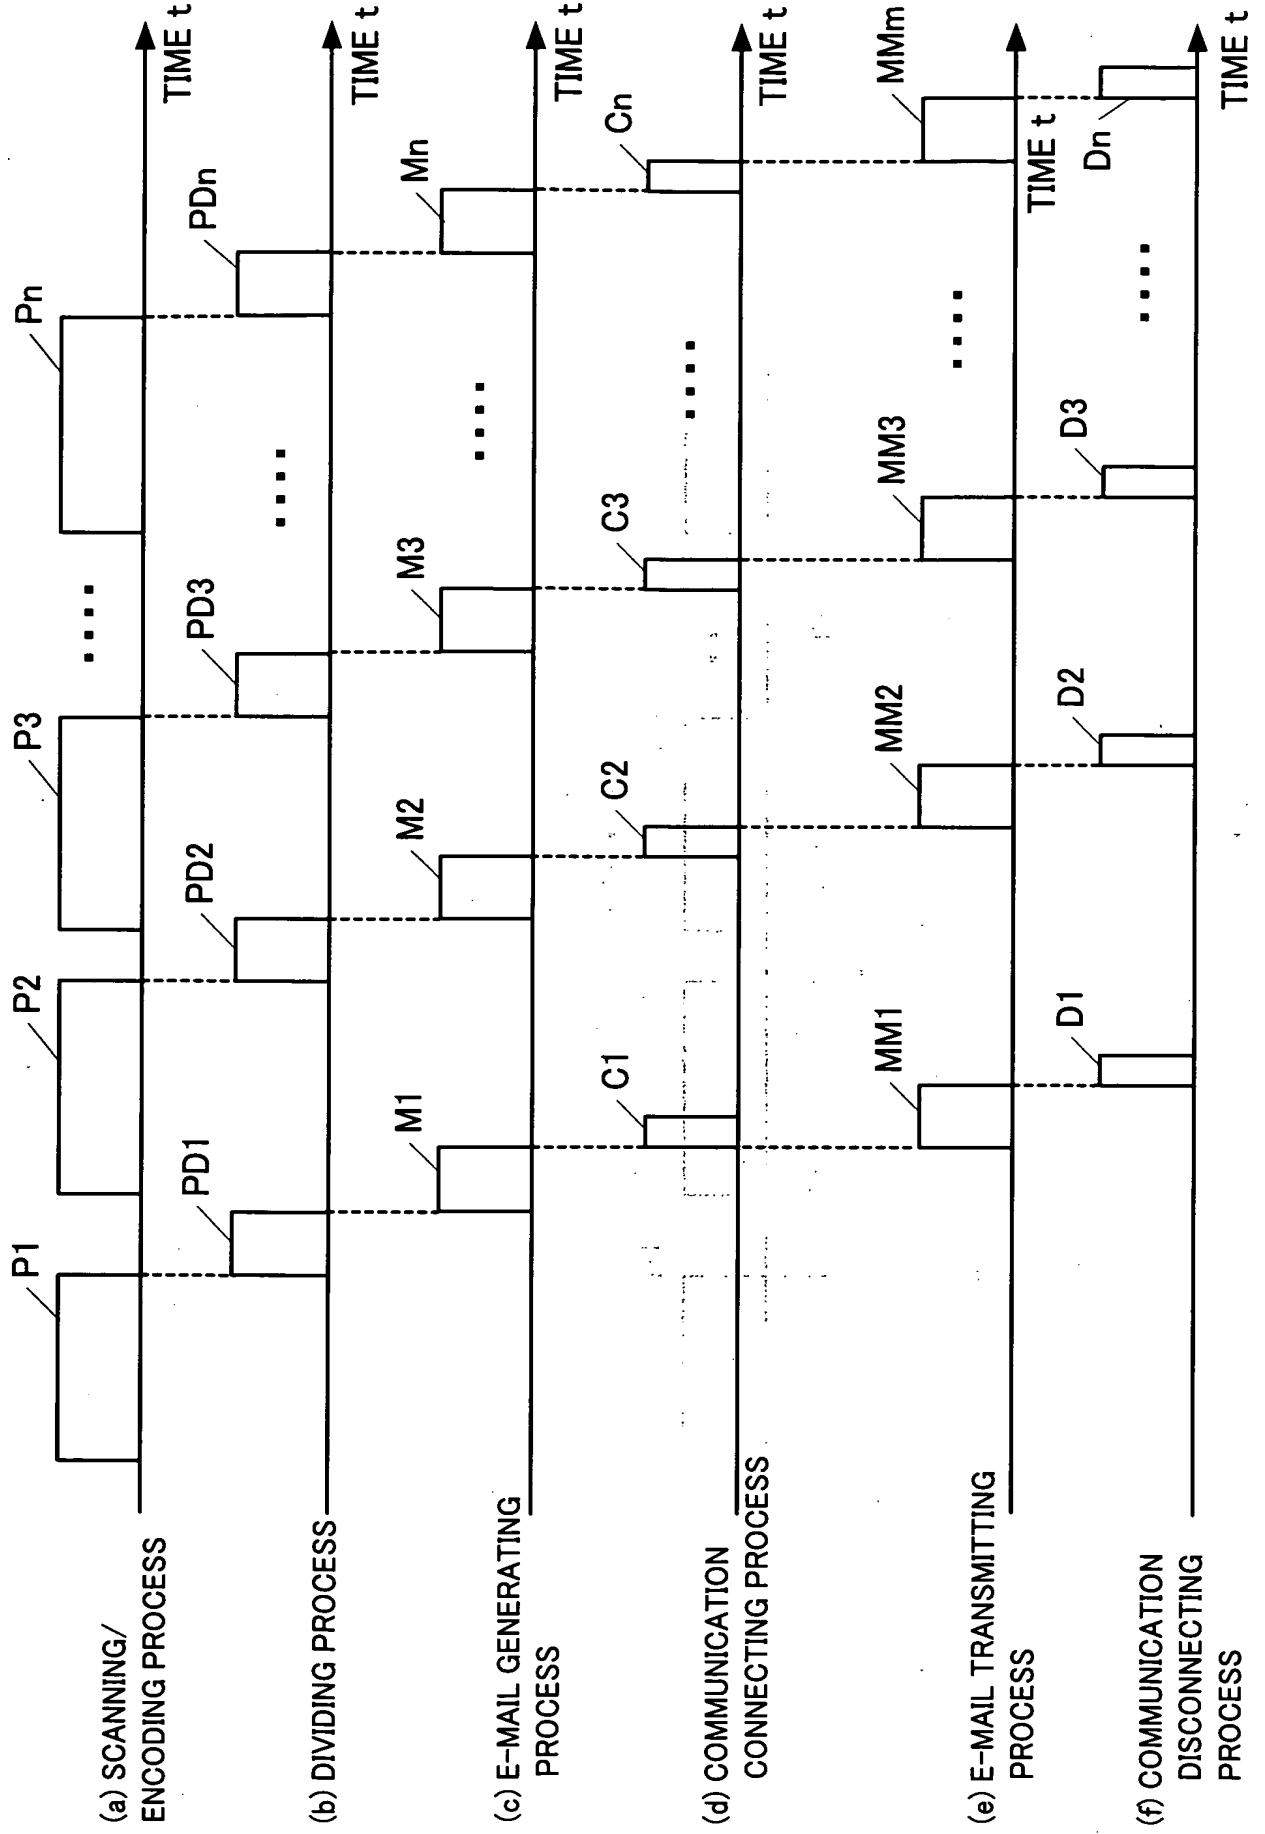 (a) SCANNING/
ENCODING PROCESS
P1
P2
P3
Pn
TIME t
(b) DIVIDING PROCESS
PD1
PD2
PD3
PDn
TIME t
(c) E-MAIL GENERATING
PROCESS
M1
M2
M3
Mn
TIME t
(d) COMMUNICATION
CONNECTING PROCESS
C1
C2
C3
Cn
TIME t
(e) E-MAIL TRANSMITTING
PROCESS
MM1
MM2
MM3
MMm
TIME t
(f) COMMUNICATION
DISCONNECTING
PROCESS
D1
D2
D3
Dn
TIME t